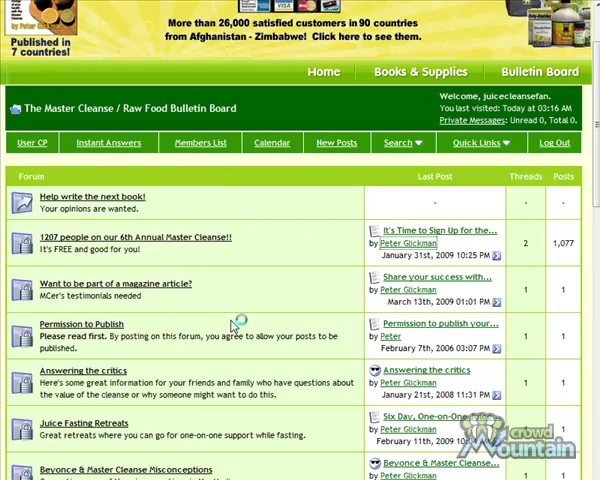 by Peter Glickman
Published in
7 countries!
More than 26,000 satisfied customers in 90 countries
from Afghanistan - Zimbabwe! Click here to see them.
Home Books & Supplies Bulletin Board
The Master Cleanse / Raw Food Bulletin Board
Welcome, juicecleansefan.
You last visited: Today at 03:16 AM
Private Messages: Unread 0, Total 0.
User CP Instant Answers Members List Calendar New Posts Search Quick Links Log Out
Forum Last Post Threads Posts
Help write the next book!
Your opinions are wanted.
- - -
1207 people on our 6th Annual Master Cleanse!!
It's FREE and good for you!
It's Time to Sign Up for the...
by Peter Glickman
January 31st, 2009 10:25 PM
2 1,077
Want to be part of a magazine article?
MCer's testimonials needed
Share your success with...
by Peter Glickman
March 13th, 2009 01:01 PM
1 1
Permission to Publish
Please read first. By posting on this forum, you agree to allow your posts to be
published.
Permission to publish your...
by Peter
February 7th, 2006 03:07 PM
1 1
Answering the critics
Here's some great information for your friends and family who have questions about
the value of the cleanse or why someone might want to do this.
Answering the critics
by Peter Glickman
January 21st, 2008 11:31 PM
1 1
Juice Fasting Retreats
Great retreats where you can go for one-on-one support while fasting.
Six Day, One-on-One
by Peter Glickman
February 11th, 2009
1 1
Beyonce & Master Cleanse Misconceptions
Beyonce & Master Cleanse...
by Peter Glickman
1 1
crowd
Mountain